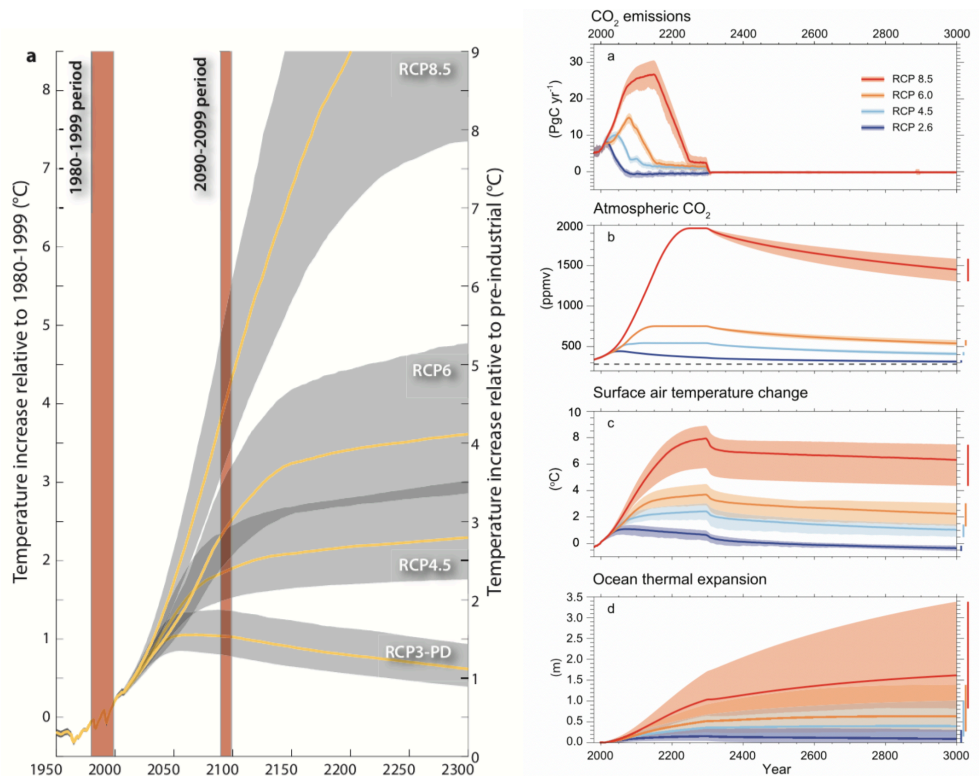 a
1980-1999 period
2090-2099 period
Temperature increase relative to 1980-1999 (°C)
8
7
6
5
4
3
2
1
0
RCP8.5
RCP6
RCP4.5
RCP3-PD
Temperature increase relative to pre-industrial (°C)
9
8
7
6
5
4
3
2
1
0
1950 2000 2050 2100 2150 2200 2250 2300
CO₂ emissions
2000 2200 2400 2600 2800 3000
a
(PgC yr⁻¹)
30
20
10
0
RCP 8.5
RCP 6.0
RCP 4.5
RCP 2.6
Atmospheric CO₂
b
(ppmv)
2000
1500
1000
500
Surface air temperature change
c
(°C)
10
8
6
4
2
0
2000 2200 2400 2600 2800 3000
Ocean thermal expansion
d
(m)
3.5
3.0
2.5
2.0
1.5
1.0
0.5
0.0
2000 2200 2400 2600 2800 3000
Year